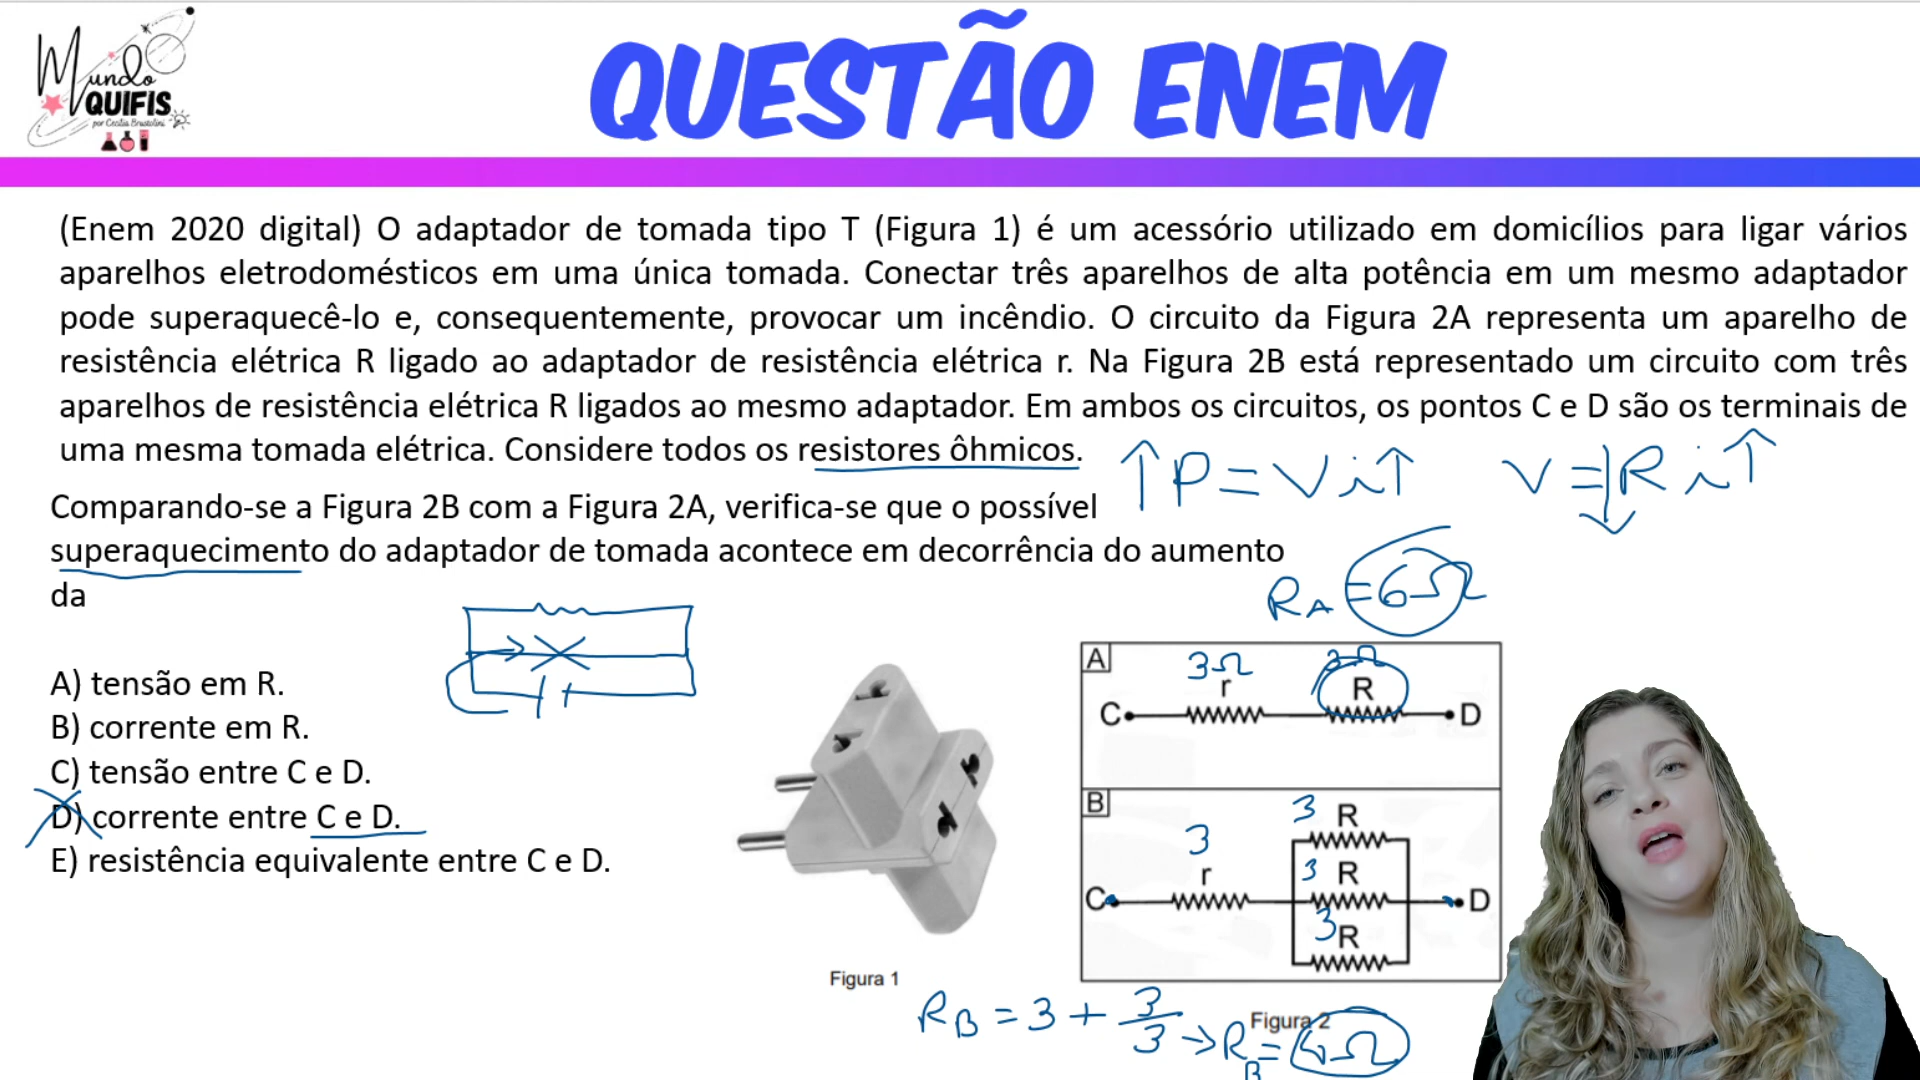 Mundo
QUIFIS
por Cecilia Brustolini
QUESTÃO ENEM
(Enem 2020 digital) O adaptador de tomada tipo T (Figura 1) é um acessório utilizado em domicílios para ligar vários
aparelhos eletrodomésticos em uma única tomada. Conectar três aparelhos de alta potência em um mesmo adaptador
pode superaquecê-lo e, consequentemente, provocar um incêndio. O circuito da Figura 2A representa um aparelho de
resistência elétrica R ligado ao adaptador de resistência elétrica r. Na Figura 2B está representado um circuito com três
aparelhos de resistência elétrica R ligados ao mesmo adaptador. Em ambos os circuitos, os pontos C e D são os terminais de
uma mesma tomada elétrica. Considere todos os resistores ôhmicos.
↑P = Vi↑ V = ↓Ri↑
Comparando-se a Figura 2B com a Figura 2A, verifica-se que o possível
superaquecimento do adaptador de tomada acontece em decorrência do aumento
da
RA = 6Ω
A) tensão em R.
B) corrente em R.
C) tensão entre C e D.
D) corrente entre C e D.
E) resistência equivalente entre C e D.
A
3Ω 3Ω
r R
C D
B
3 R
3
r 3 R
C D
3 R
Figura 1
Figura 2
RB = 3 + 3/3 → RB = 4Ω